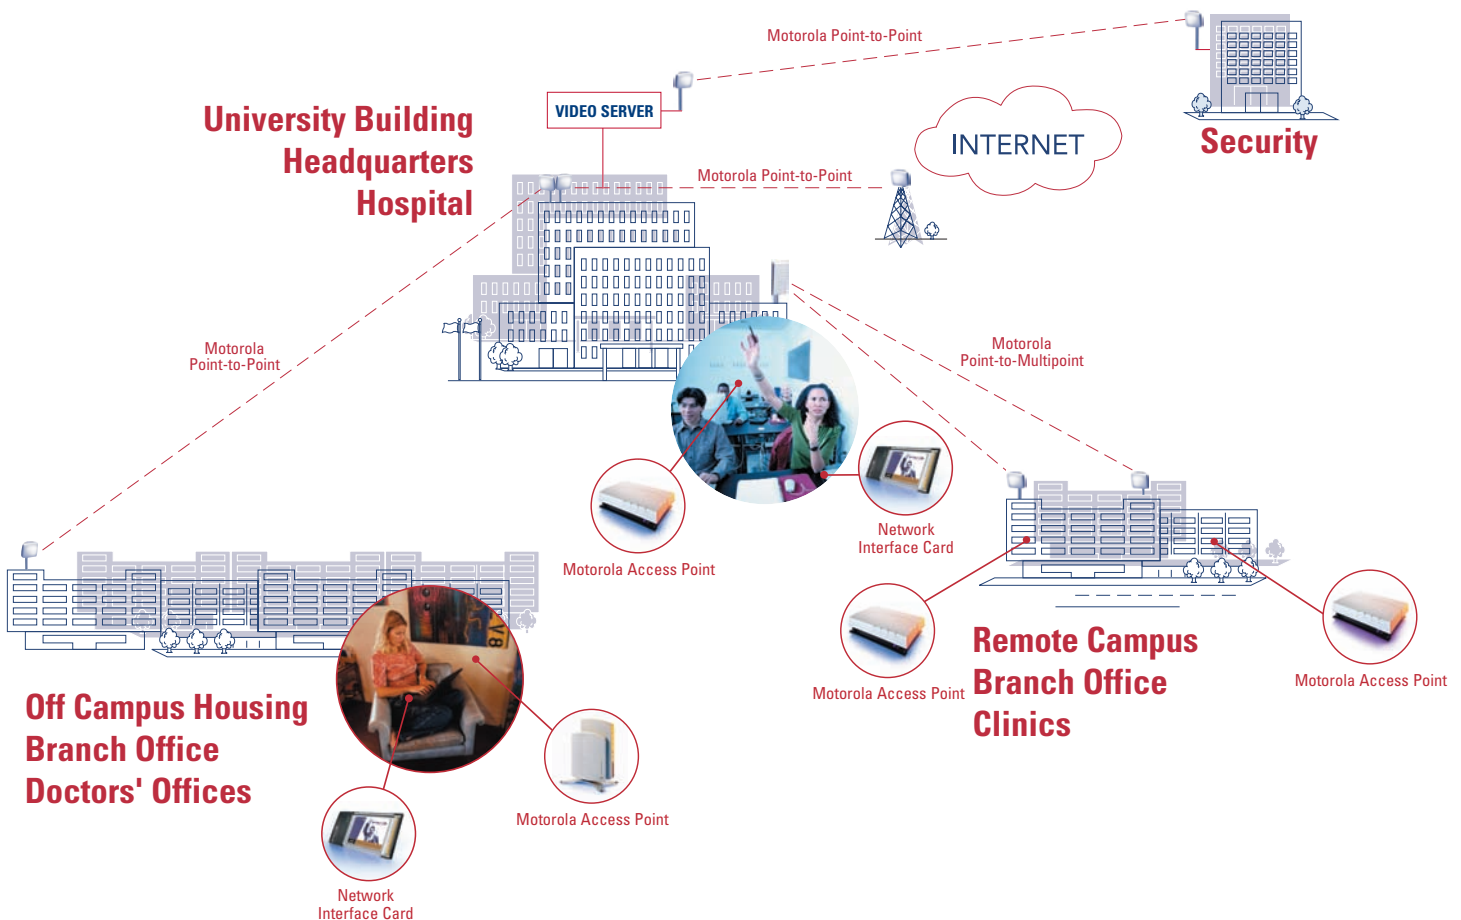 Motorola Point-to-Point
VIDEO SERVER
University Building
Headquarters
Hospital
INTERNET
Security
Motorola Point-to-Point
Motorola
Point-to-Point
Motorola
Point-to-Multipoint
Network
Interface Card
Motorola Access Point
V8
Off Campus Housing
Branch Office
Doctors' Offices
Motorola Access Point
Network
Interface Card
Motorola Access Point
Remote Campus
Branch Office
Clinics
Motorola Access Point